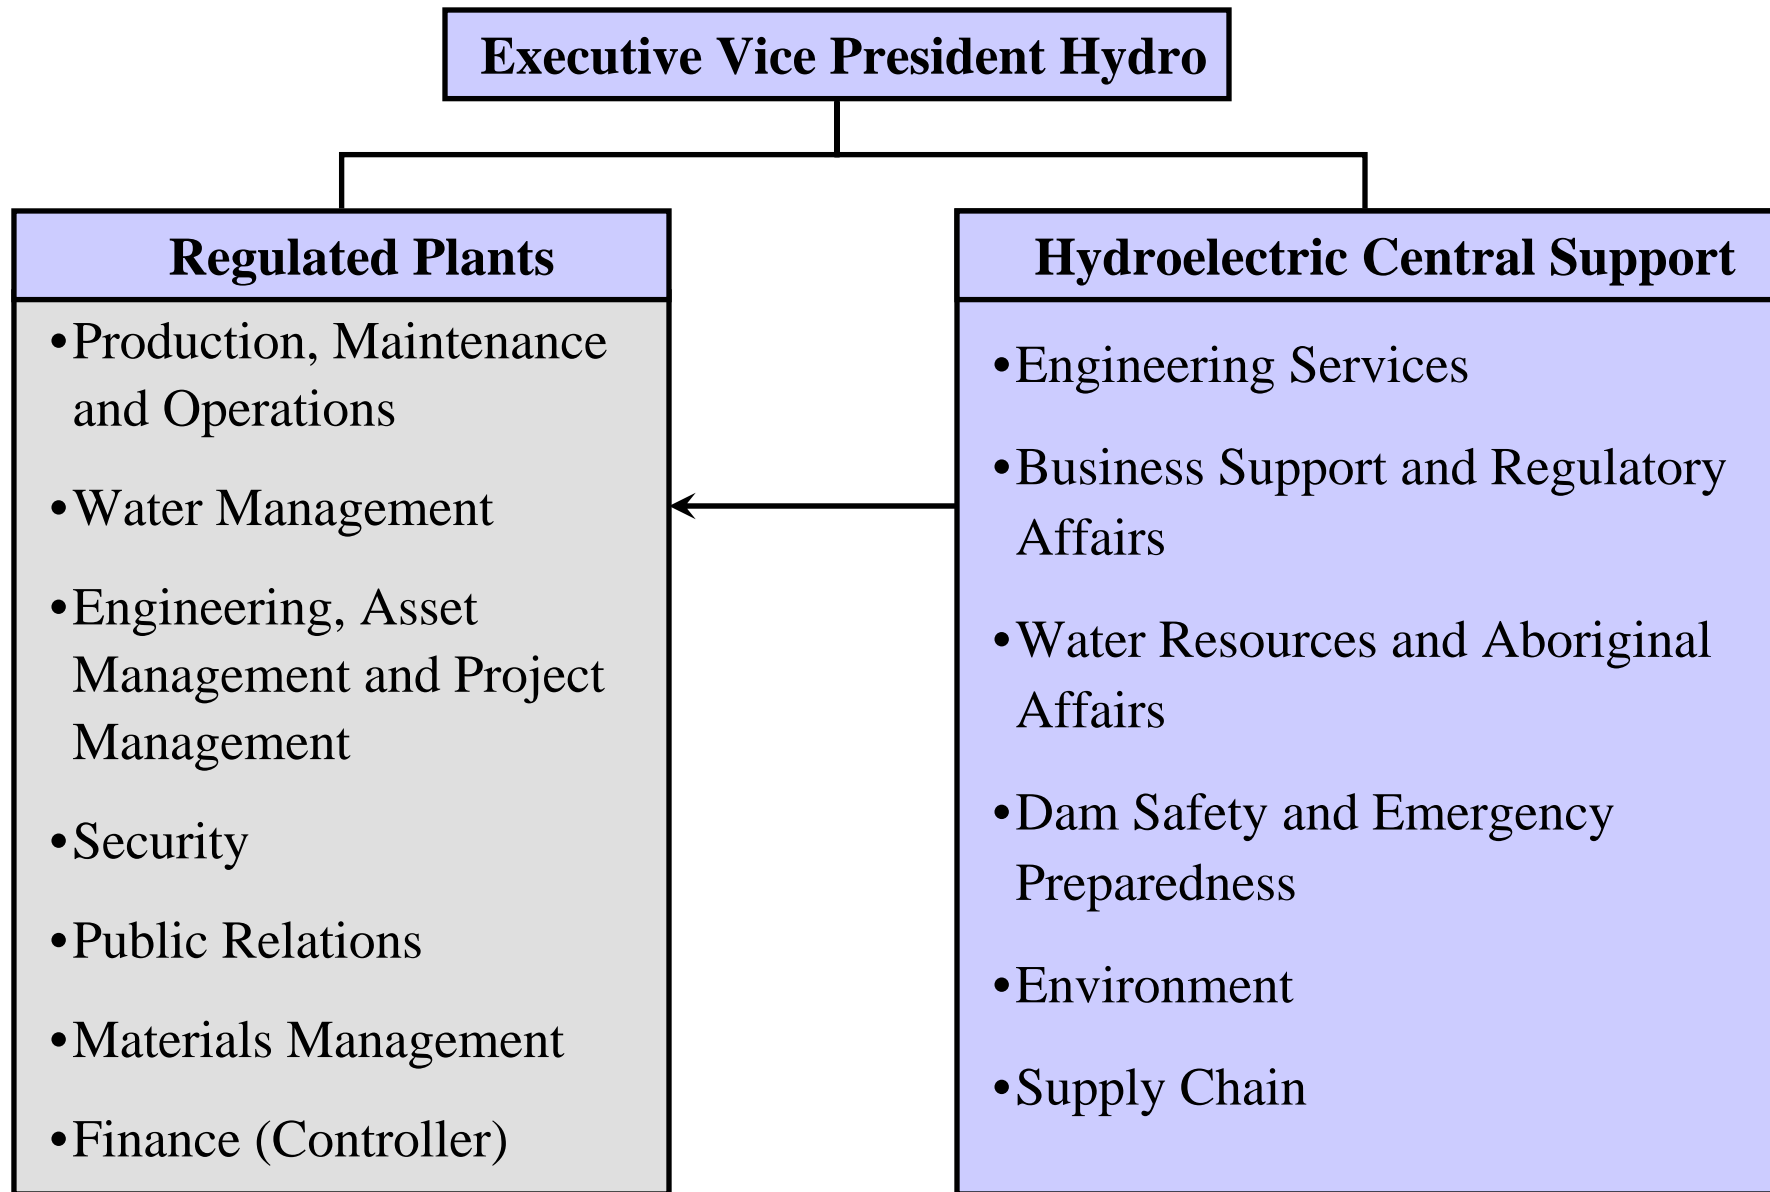 Executive Vice President Hydro
Regulated Plants
•Production, Maintenance
and Operations
•Water Management
•Engineering, Asset
Management and Project
Management
•Security
•Public Relations
•Materials Management
•Finance (Controller)
Hydroelectric Central Support
•Engineering Services
•Business Support and Regulatory
Affairs
•Water Resources and Aboriginal
Affairs
•Dam Safety and Emergency
Preparedness
•Environment
•Supply Chain